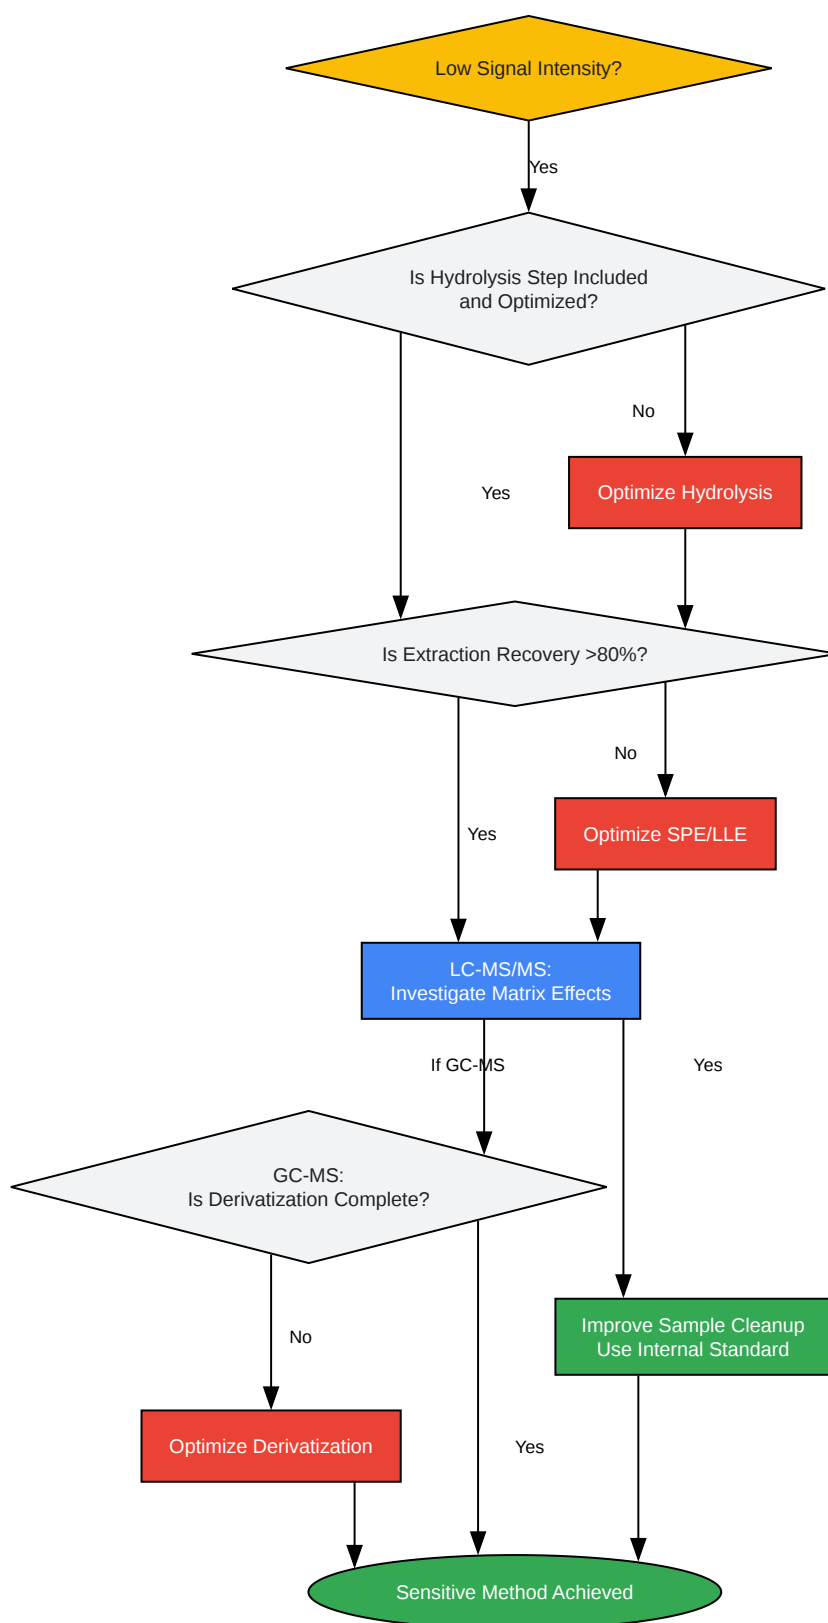 Low Signal Intensity?
Yes
Is Hydrolysis Step Included
and Optimized?
No
Yes
Optimize Hydrolysis
Is Extraction Recovery >80%?
No
Yes
Optimize SPE/LLE
LC-MS/MS:
Investigate Matrix Effects
If GC-MS
Yes
GC-MS:
Is Derivatization Complete?
No
Improve Sample Cleanup
Use Internal Standard
Optimize Derivatization
Yes
Sensitive Method Achieved